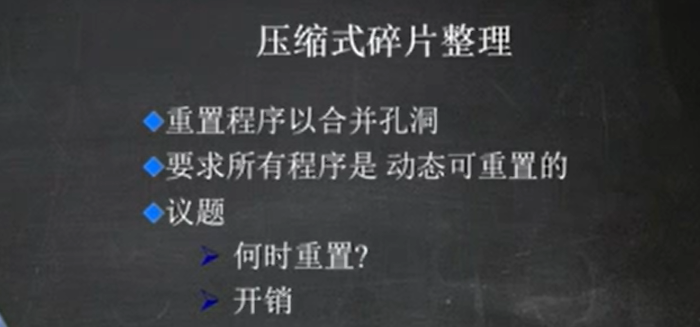 压缩式碎片整理
重置程序以合并孔洞
要求所有程序是 动态可重置的
议题
何时重置?
开销